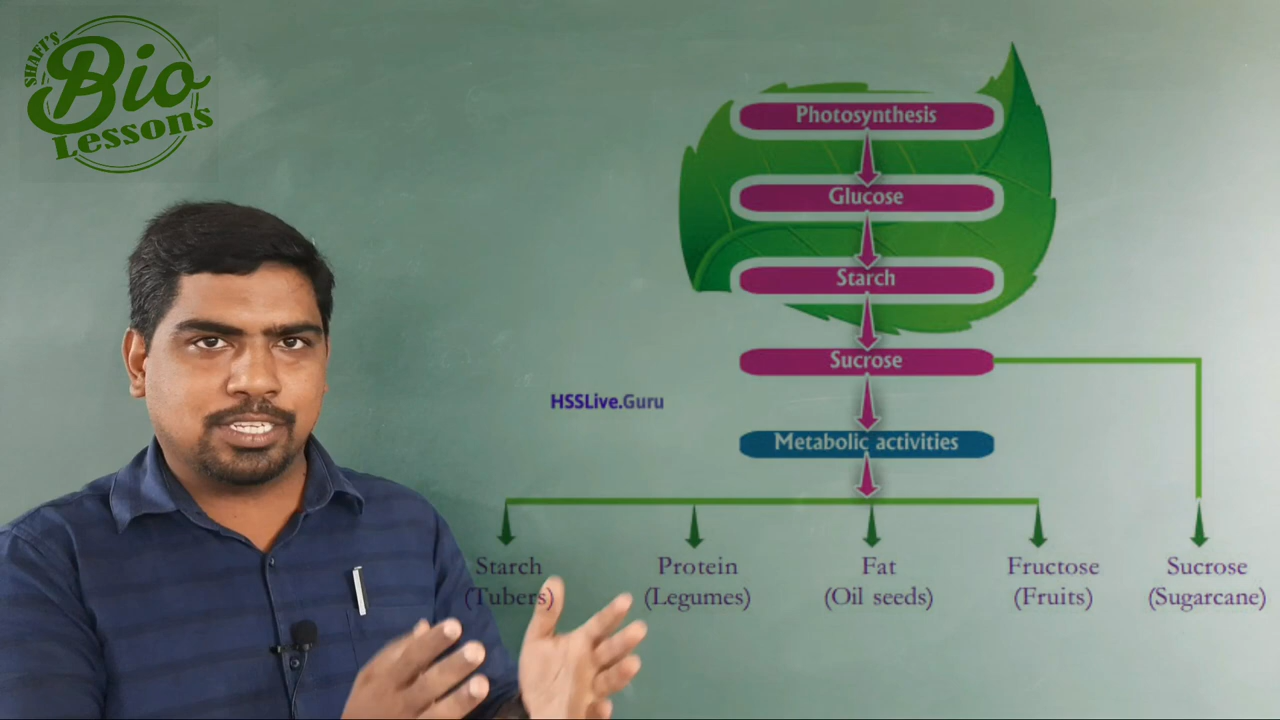 SHAFI'S
Bio
Lessons
Photosynthesis
Glucose
Starch
Sucrose
HSSLive.Guru
Metabolic activities
Starch
(Tubers)
Protein
(Legumes)
Fat
(Oil seeds)
Fructose
(Fruits)
Sucrose
(Sugarcane)